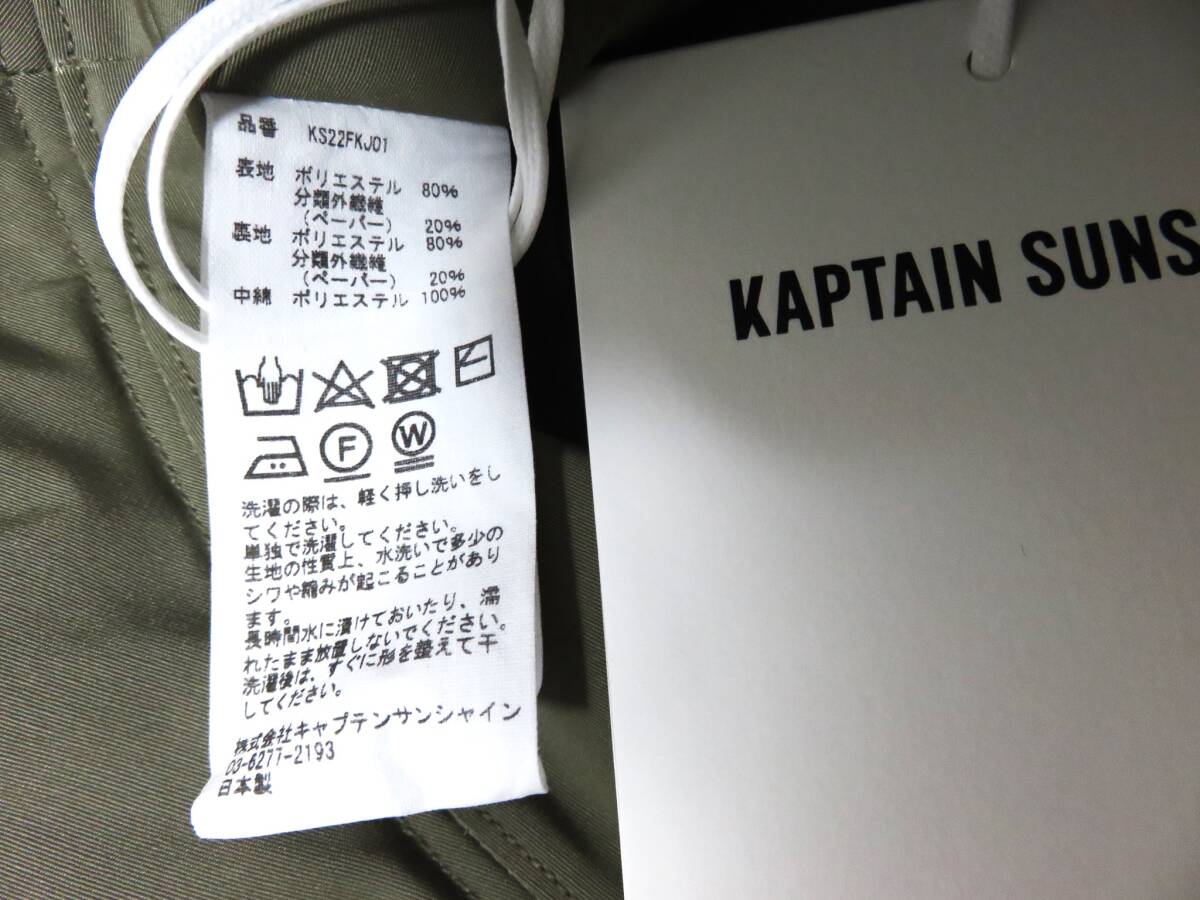 品番 KS22FKJ01
表地 ポリエステル 80%
分類外繊維
(ペーパー) 20%
裏地 ポリエステル 80%
分類外繊維
(ペーパー) 20%
中綿 ポリエステル 100%
F
W
洗濯の際は、軽く押し洗いをし
てください。
単独で洗濯してください。
生地の性質上、水洗いで多少の
シワや縮みが起こることがあり
ます。
長時間水に漬けておいたり、濡
れたまま放置しないでください。
洗濯後は、すぐに形を整えて干
してください。
株式会社キャプテンサンシャイン
03-6277-2193
日本製
KAPTAIN SUNS